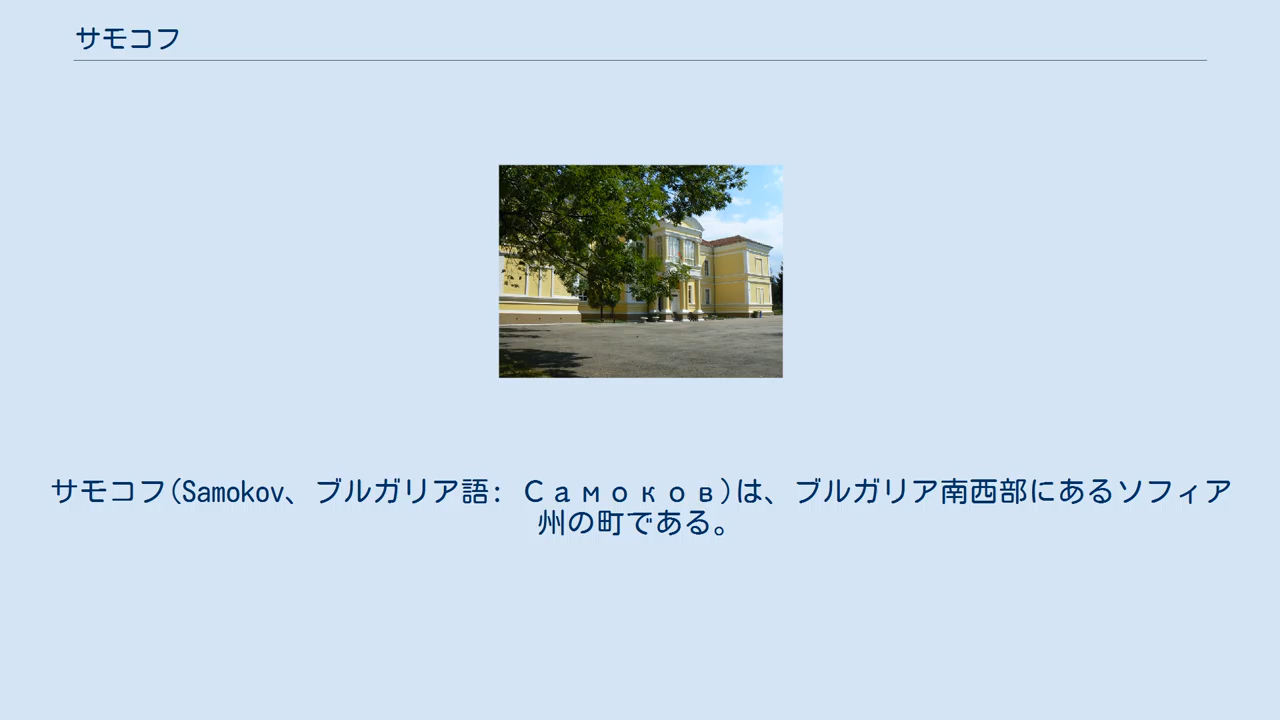 サモコフ
サモコフ(Samokov、ブルガリア語: Самоков)は、ブルガリア南西部にあるソフィア
州の町である。